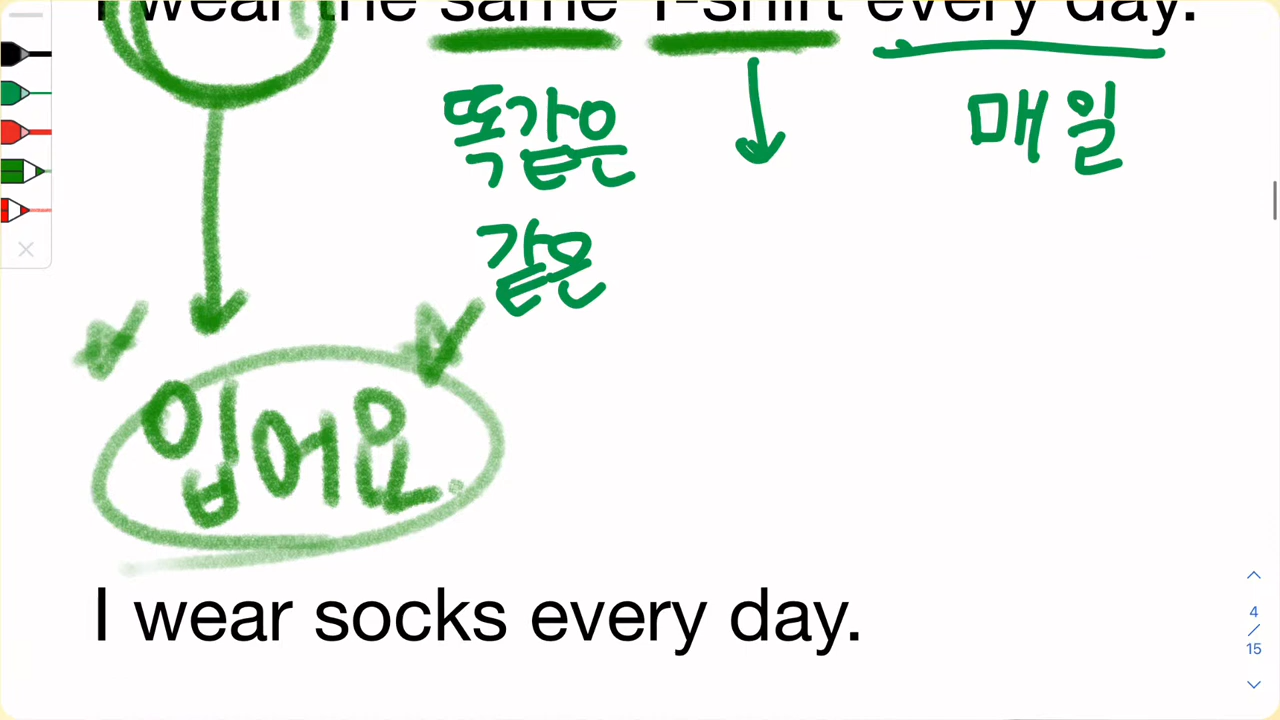 I wear the same T-shirt every day.
똑같은 매일
같은
입어요.
I wear socks every day.
4
/
15